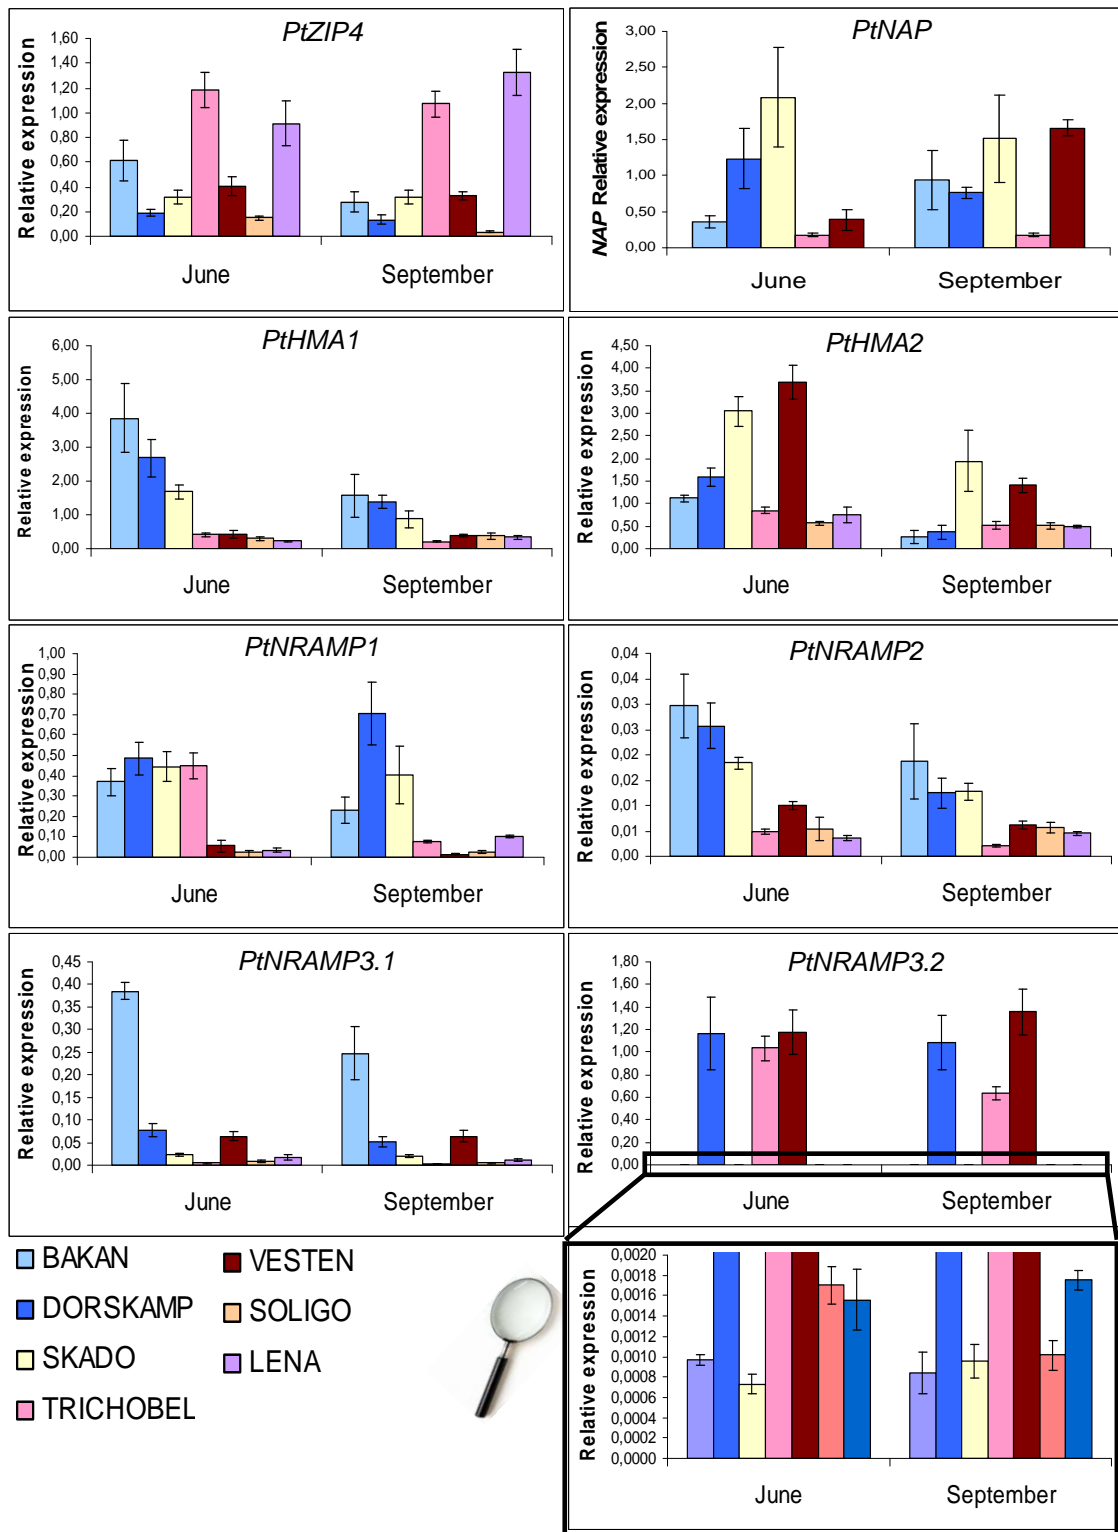 PtZIP4
Relative expression
1,60
1,40
1,20
1,00
0,80
0,60
0,40
0,20
0,00
June
September
PtNAP
NAP Relative expression
3,00
2,50
2,00
1,50
1,00
0,50
0,00
June
September
PtHMA1
Relative expression
6,00
5,00
4,00
3,00
2,00
1,00
0,00
June
September
PtHMA2
Relative expression
4,50
4,00
3,50
3,00
2,50
2,00
1,50
1,00
0,50
0,00
June
September
PtNRAMP1
Relative expression
1,00
0,90
0,80
0,70
0,60
0,50
0,40
0,30
0,20
0,10
0,00
June
September
PtNRAMP2
Relative expression
0,04
0,04
0,03
0,03
0,02
0,02
0,01
0,01
0,00
June
September
PtNRAMP3.1
Relative expression
0,45
0,40
0,35
0,30
0,25
0,20
0,15
0,10
0,05
0,00
June
September
PtNRAMP3.2
Relative expression
1,80
1,60
1,40
1,20
1,00
0,80
0,60
0,40
0,20
0,00
June
September
BAKAN
VESTEN
DORSKAMP
SOLIGO
SKADO
LENA
TRICHOBEL
Relative expression
0,0020
0,0018
0,0016
0,0014
0,0012
0,0010
0,0008
0,0006
0,0004
0,0002
0,0000
June
September